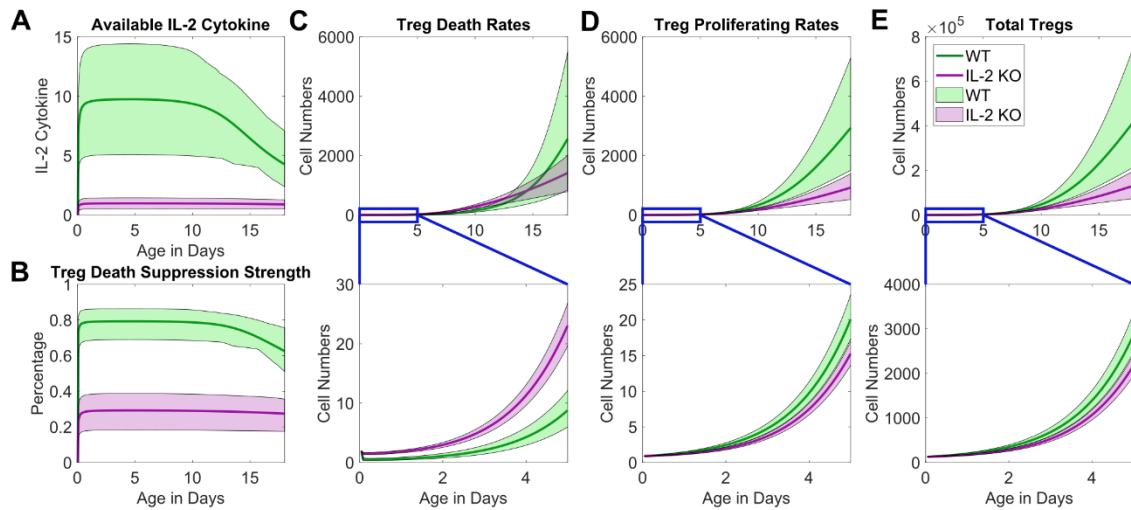 A Available IL-2 Cytokine
15
10
5
0
IL-2 Cytokine
0 5 10 15
Age in Days
B Treg Death Suppression Strength
1
0.8
0.6
0.4
0.2
0
Percentage
0 5 10 15
Age in Days
C Treg Death Rates
6000
4000
2000
0
Cell Numbers
0 5 10 15
30
20
10
0
Cell Numbers
0 2 4
Age in Days
D Treg Proliferating Rates
6000
4000
2000
0
Cell Numbers
0 5 10 15
25
20
15
10
5
0
Cell Numbers
0 2 4
Age in Days
E Total Tregs
×10⁵
8
6
4
2
0
Cell Numbers
WT
IL-2 KO
WT
IL-2 KO
0 5 10 15
4000
3000
2000
1000
0
Cell Numbers
0 2 4
Age in Days